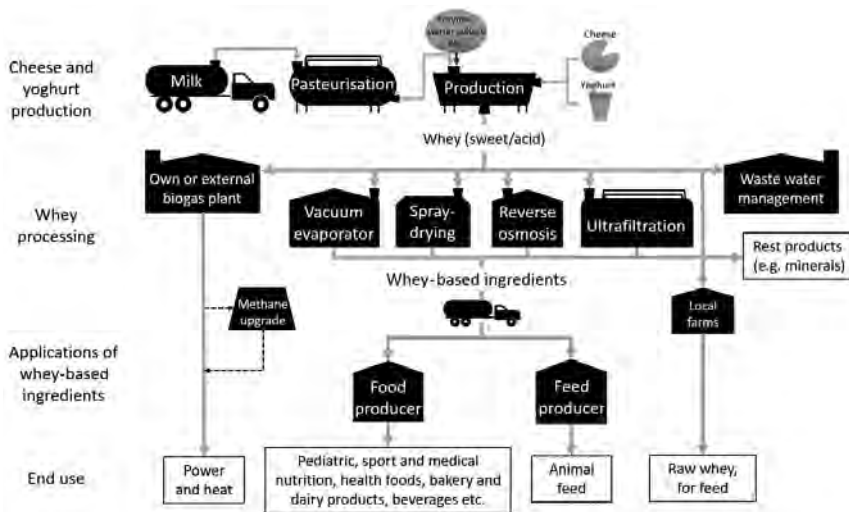 Cheese and
yoghurt
production
Milk
Pasteurisation
Production
Cheese
Yoghurt
Whey (sweet/acid)
Own or external
biogas plant
Waste water
management
Whey
processing
Vacuum
evaporator
Spray-
drying
Reverse
osmosis
Ultrafiltration
Rest products
(e.g. minerals)
Whey-based ingredients
Methane
upgrade
Local
farms
Applications of
whey-based
ingredients
Food
producer
Feed
producer
End use
Power
and heat
Pediatric, sport and medical
nutrition, health foods, bakery and
dairy products, beverages etc.
Animal
feed
Raw whey,
for feed